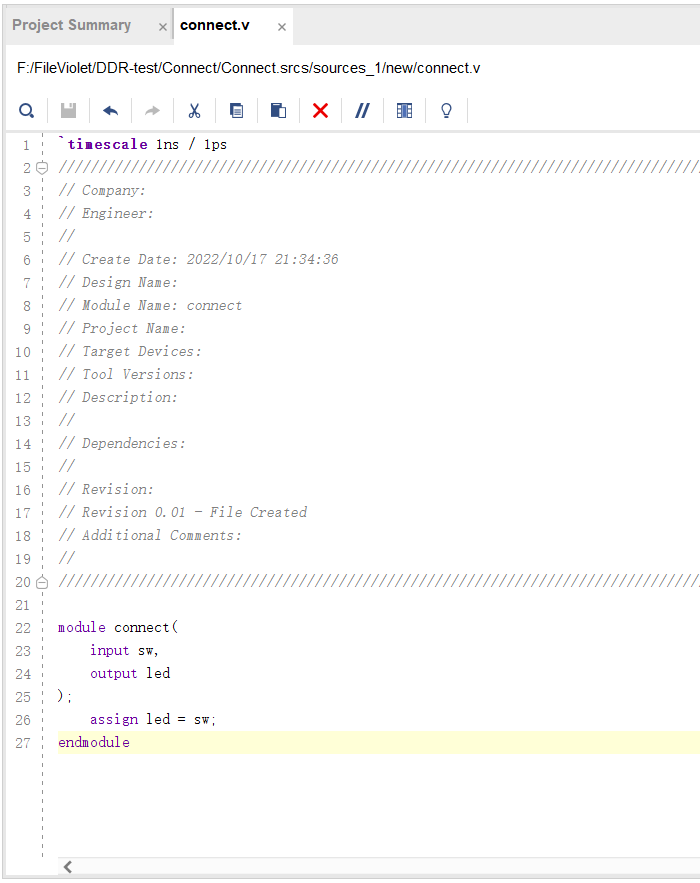 Project Summary × connect.v ×
F:/FileViolet/DDR-test/Connect/Connect.srcs/sources_1/new/connect.v
1 `timescale 1ns / 1ps
2 ////////////////////////////////////////////////////////////////////////////////
3 // Company:
4 // Engineer:
5 //
6 // Create Date: 2022/10/17 21:34:36
7 // Design Name:
8 // Module Name: connect
9 // Project Name:
10 // Target Devices:
11 // Tool Versions:
12 // Description:
13 //
14 // Dependencies:
15 //
16 // Revision:
17 // Revision 0.01 - File Created
18 // Additional Comments:
19 //
20 ////////////////////////////////////////////////////////////////////////////////
21
22 module connect(
23 input sw,
24 output led
25 );
26 assign led = sw;
27 endmodule